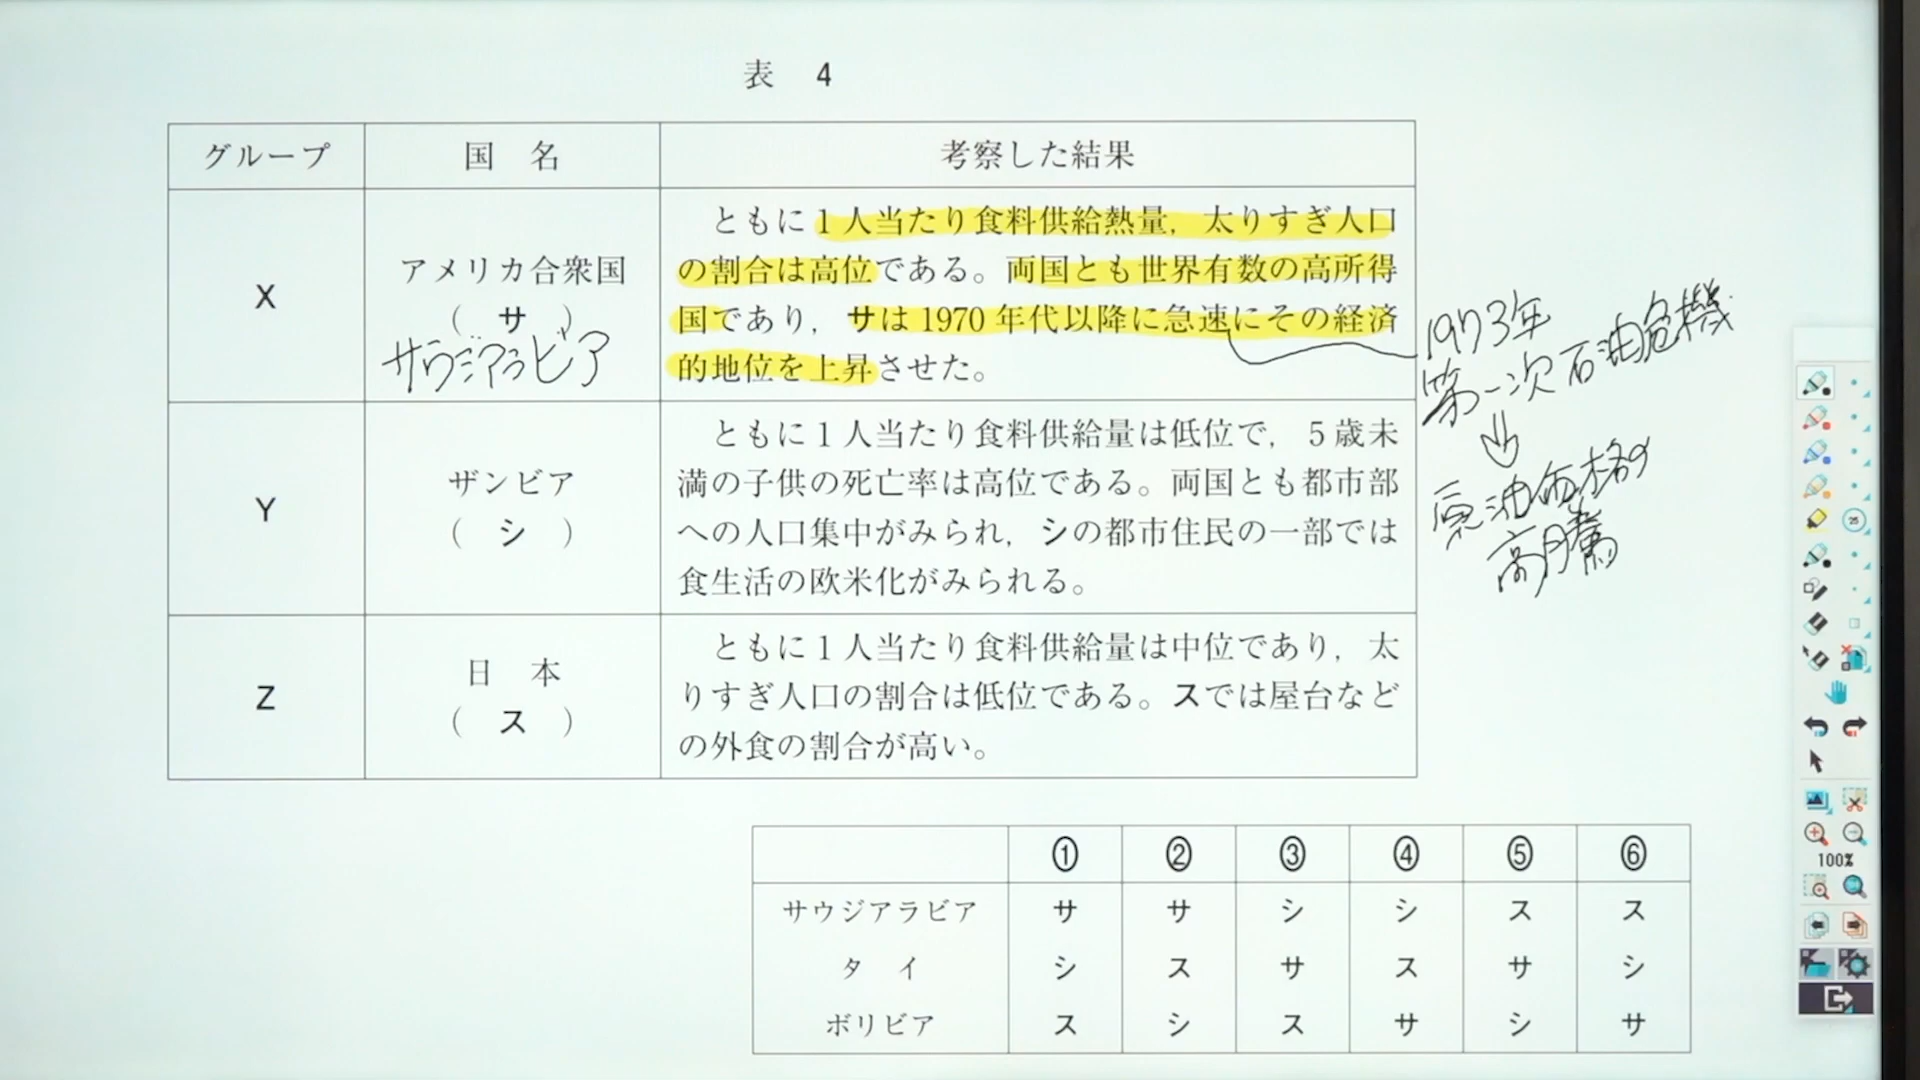 表 4
グループ 国 名 考察した結果
X
アメリカ合衆国
( サ )
サウジアラビア
ともに1人当たり食料供給熱量，太りすぎ人口
の割合は高位である。両国とも世界有数の高所得
国であり，サは1970年代以降に急速にその経済
的地位を上昇させた。
1973年
第一次石油危機
原油価格の
高騰
Y
ザンビア
( シ )
ともに1人当たり食料供給量は低位で，5歳未
満の子供の死亡率は高位である。両国とも都市部
への人口集中がみられ，シの都市住民の一部では
食生活の欧米化がみられる。
Z
日 本
( ス )
ともに1人当たり食料供給量は中位であり，太
りすぎ人口の割合は低位である。スでは屋台など
の外食の割合が高い。
① ② ③ ④ ⑤ ⑥
サウジアラビア サ サ シ シ ス ス
タ イ シ ス サ ス サ シ
ボリビア ス シ ス サ シ サ
25
100%